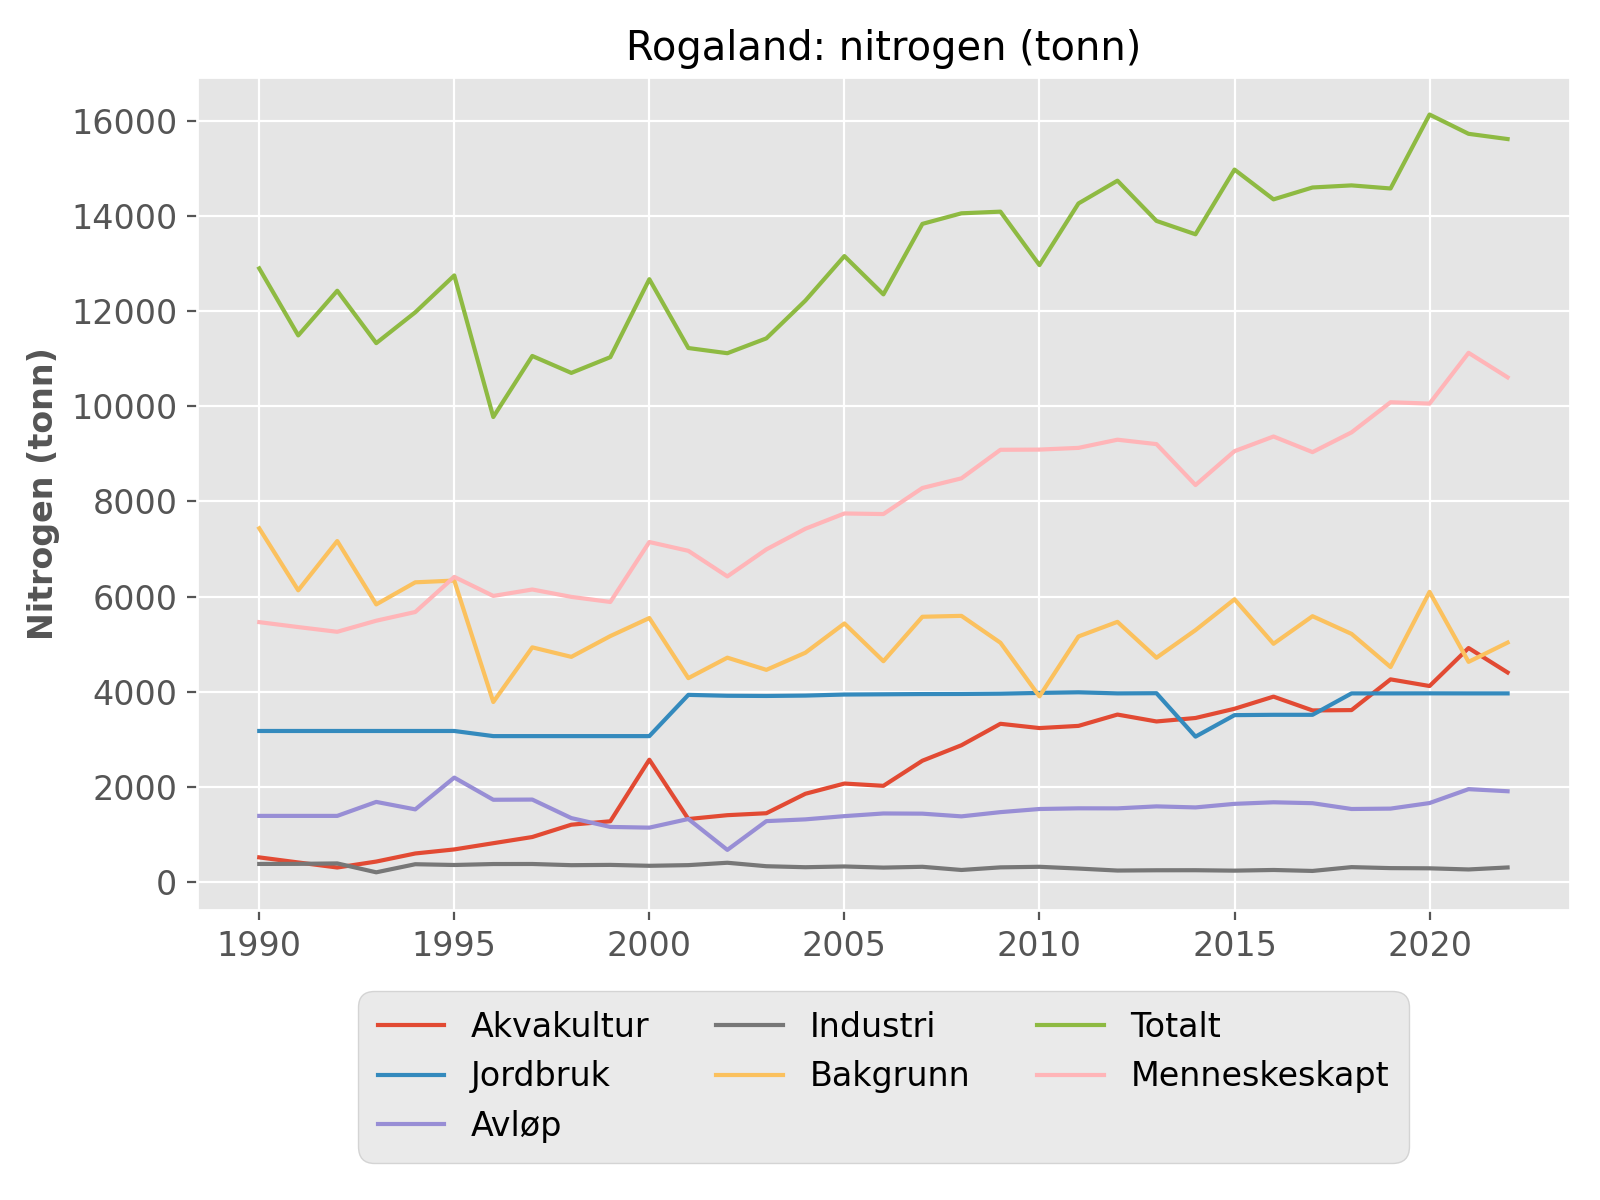 Rogaland: nitrogen (tonn)
16000
14000
12000
10000
8000
6000
4000
2000
0
Nitrogen (tonn)
1990 1995 2000 2005 2010 2015 2020
Akvakultur Industri Totalt
Jordbruk Bakgrunn Menneskeskapt
Avløp